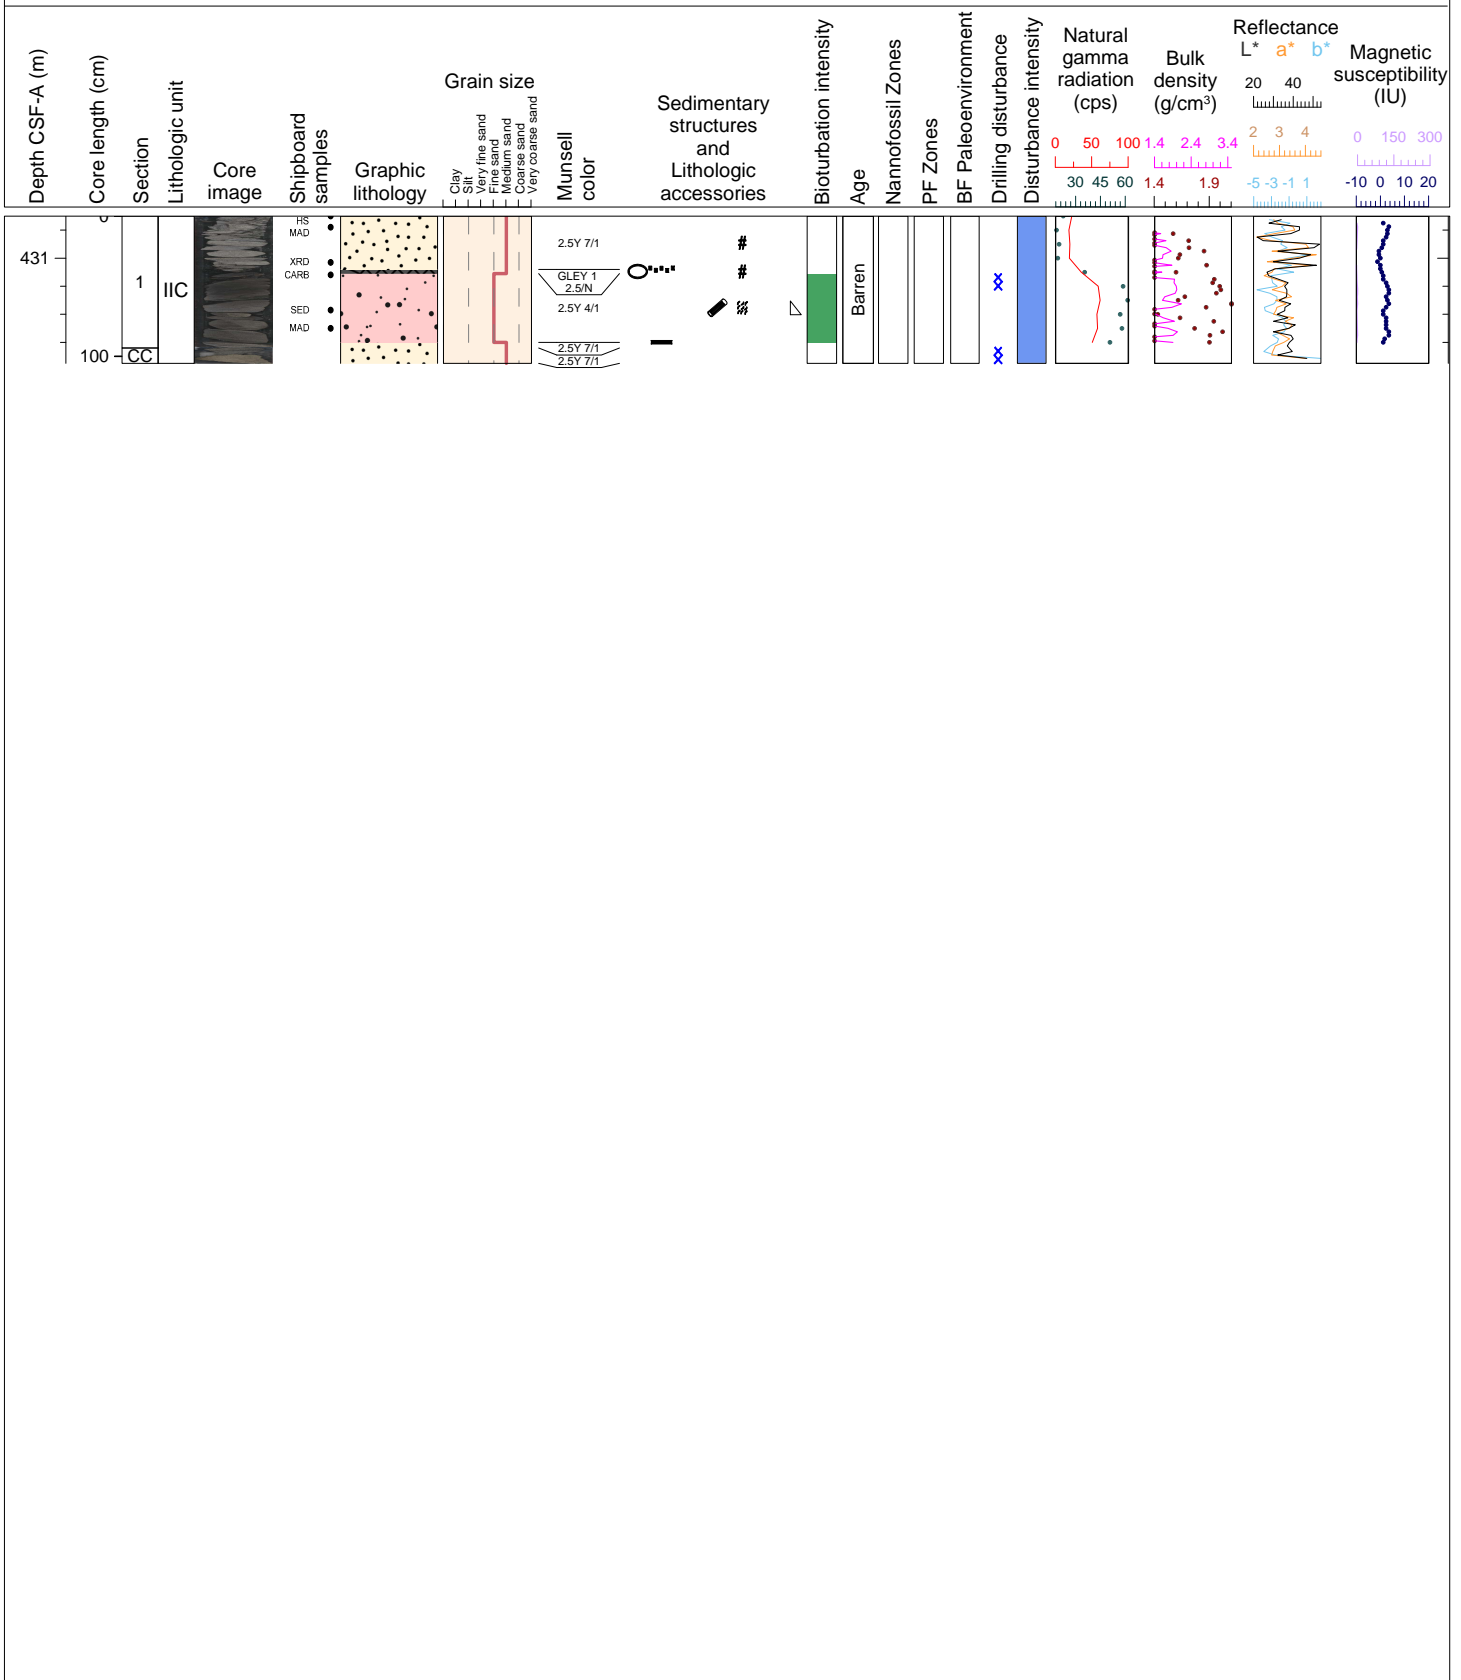 Depth CSF-A (m)
Core length (cm)
Section
Lithologic unit
Core
image
Shipboard
samples
Graphic
lithology
Grain size
Clay
Silt
Very fine sand
Fine sand
Medium sand
Coarse sand
Very coarse sand
Munsell
color
Sedimentary
structures
and
Lithologic
accessories
Bioturbation intensity
Age
Nannofossil Zones
PF Zones
BF Paleoenvironment
Drilling disturbance
Disturbance intensity
Natural
gamma
radiation
(cps)
0 50 100
30 45 60
Bulk
density
(g/cm³)
1.4 2.4 3.4
1.4 1.9
Reflectance
L* a* b*
20 40
2 3 4
-5 -3 -1 1
Magnetic
susceptibility
(IU)
0 150 300
-10 0 10 20
0
431
100
1
CC
IIC
HS
MAD
XRD
CARB
SED
MAD
2.5Y 7/1
GLEY 1
2.5/N
2.5Y 4/1
2.5Y 7/1
2.5Y 7/1
Barren